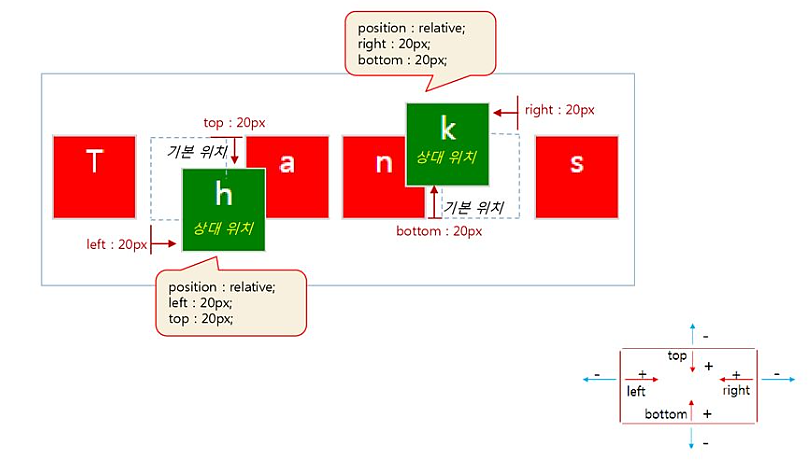 position : relative;
right : 20px;
bottom : 20px;
top : 20px
right : 20px
T
기본 위치
h
상대 위치
a
n
k
상대 위치
기본 위치
s
left : 20px
bottom : 20px
position : relative;
left : 20px;
top : 20px;
-
top
+
- + + -
left right
bottom +
-